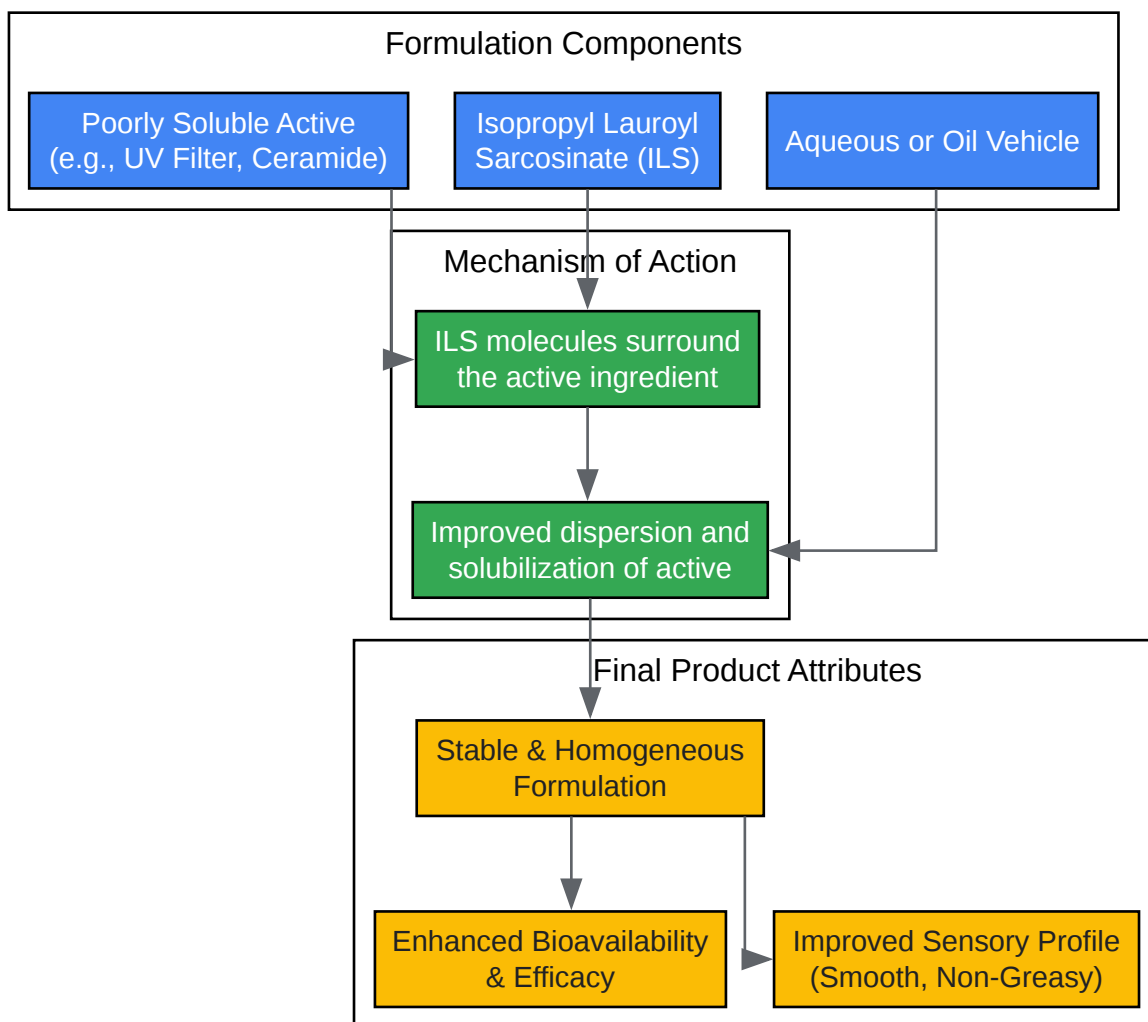 Formulation Components
Poorly Soluble Active
(e.g., UV Filter, Ceramide)
Isopropyl Lauroyl
Sarcosinate (ILS)
Aqueous or Oil Vehicle
Mechanism of Action
ILS molecules surround
the active ingredient
Improved dispersion and
solubilization of active
Final Product Attributes
Stable & Homogeneous
Formulation
Enhanced Bioavailability
& Efficacy
Improved Sensory Profile
(Smooth, Non-Greasy)